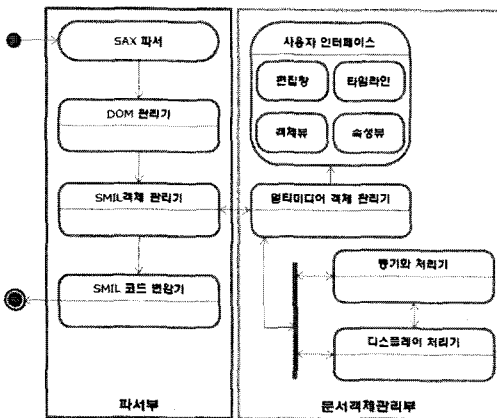 SAX 파서
DOM 관리기
SMIL객체 관리기
SMIL 코드 변환기
파서부
사용자 인터페이스
편집창
타임라인
객체뷰
속성뷰
멀티미디어 객체 관리기
동기화 처리기
디스플레이 처리기
문서객체관리부